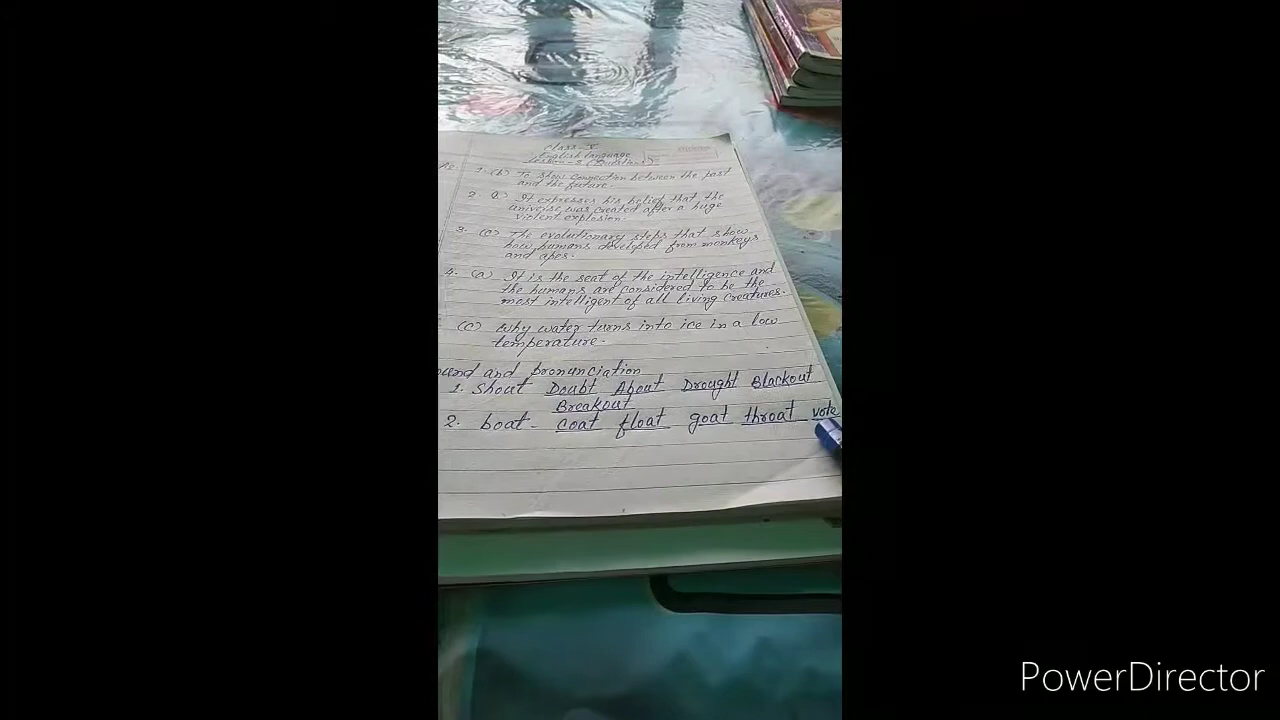 Class-V
English language
Lesson-2 (Questions)
1. (b) To show connection between the past
and the future.
2. (b) It expresses his belief that the
universe was created after a huge
violent explosion.
3. (c) The evolutionary steps that show
how humans developed from monkeys
and apes.
4. (a) It is the seat of the intelligence and
the humans are considered to be the
most intelligent of all living creatures.
(c) Why water turns into ice in a low
temperature.
ound and pronunciation
1. Shout Doubt About Drought Blackout
Breakout
2. boat - coat float goat throat vote
PowerDirector